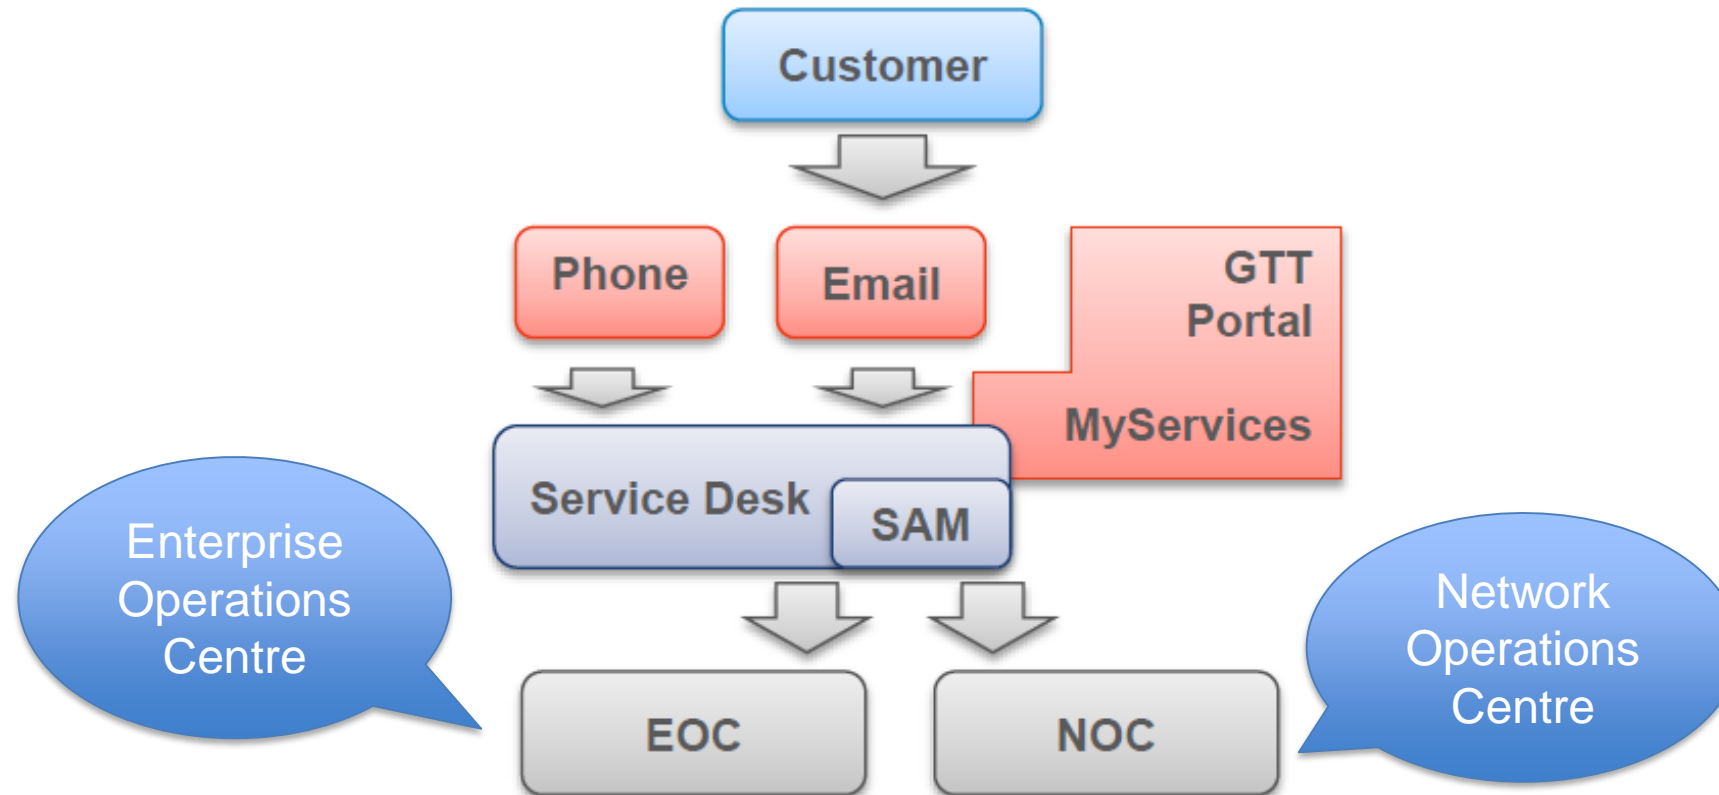 Customer
Phone
Email
GTT
Portal
MyServices
Service Desk
SAM
Enterprise
Operations
Centre
Network
Operations
Centre
EOC
NOC